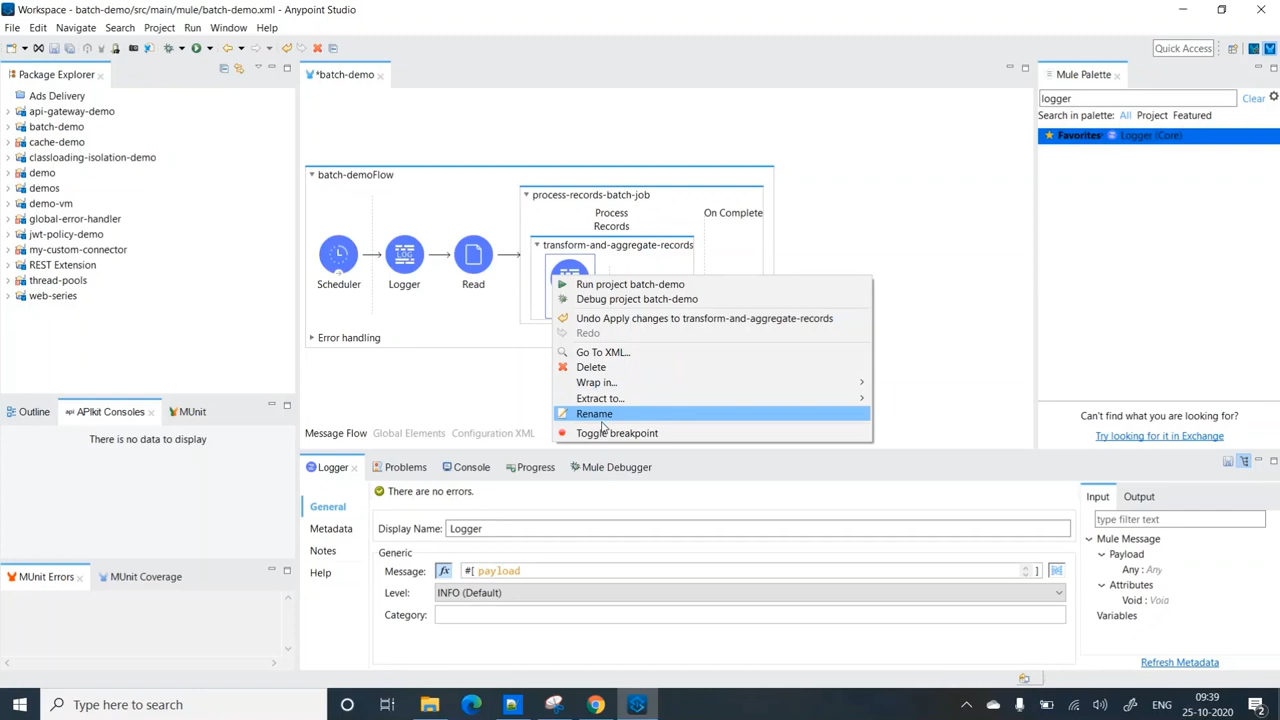 Workspace - batch-demo/src/main/mule/batch-demo.xml - Anypoint Studio
File Edit Navigate Search Project Run Window Help
Quick Access
Package Explorer
Ads Delivery
api-gateway-demo
batch-demo
cache-demo
classloading-isolation-demo
demo
demos
demo-vm
global-error-handler
jwt-policy-demo
my-custom-connector
REST Extension
thread-pools
web-series
*batch-demo
batch-demoFlow
process-records-batch-job
Process
Records
On Complete
transform-and-aggregate-records
LOG
Scheduler
Logger
Read
Error handling
Run project batch-demo
Debug project batch-demo
Undo Apply changes to transform-and-aggregate-records
Redo
Go To XML...
Delete
Wrap in...
Extract to...
Rename
Toggle breakpoint
Message Flow Global Elements Configuration XML
Mule Palette
logger
Clear
Search in palette: All Project Featured
Favorites Logger (Core)
Can't find what you are looking for?
Try looking for it in Exchange
Outline
API APIkit Consoles
MUnit
There is no data to display
MUnit Errors
MUnit Coverage
Logger
Problems
Console
Progress
Mule Debugger
General
Metadata
Notes
Help
There are no errors.
Display Name: Logger
Generic
Message: fx #[ payload ]
Level: INFO (Default)
Category:
Input Output
type filter text
Mule Message
Payload
Any : Any
Attributes
Void : Void
Variables
Refresh Metadata
Type here to search
ENG
09:39
25-10-2020
2